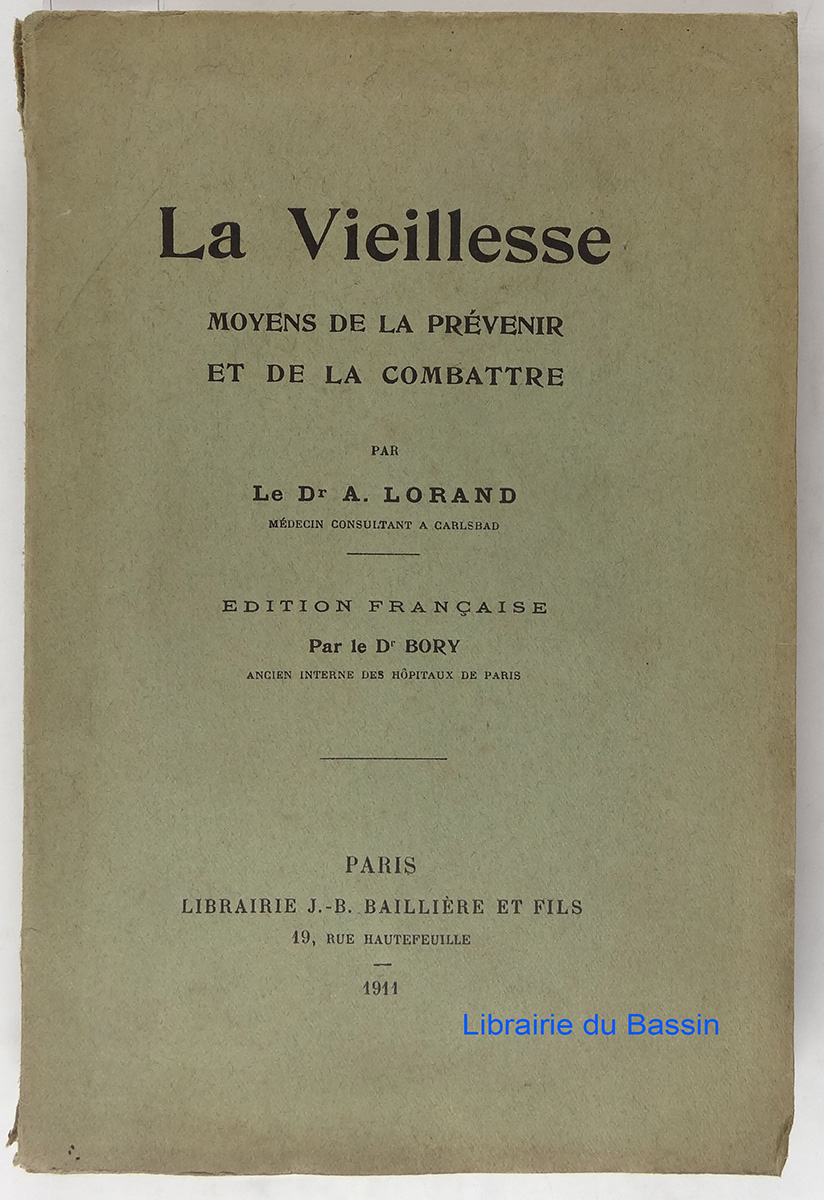 La Vieillesse
MOYENS DE LA PRÉVENIR
ET DE LA COMBATTRE
PAR
Le Dr A. LORAND
MÉDECIN CONSULTANT A CARLSBAD
EDITION FRANÇAISE
Par le Dr BORY
ANCIEN INTERNE DES HÔPITAUX DE PARIS
PARIS
LIBRAIRIE J.-B. BAILLIÈRE ET FILS
19, RUE HAUTEFEUILLE
1911
Librairie du Bassin